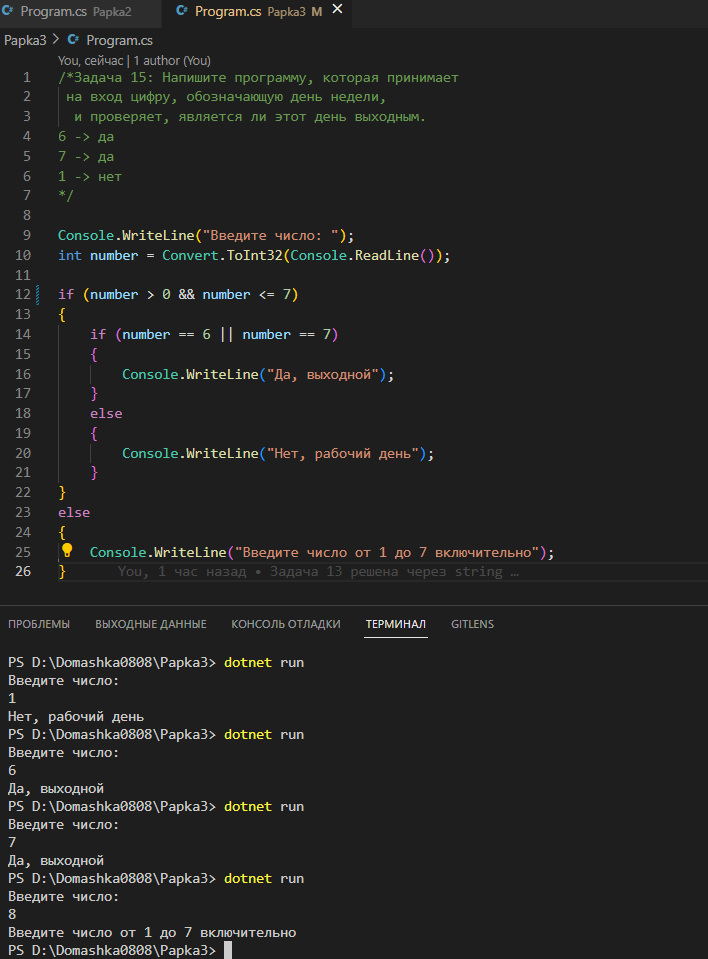 Program.cs Papka2
Program.cs Papka3 M
Papka3 > Program.cs
You, сейчас | 1 author (You)
1 /*Задача 15: Напишите программу, которая принимает
2 на вход цифру, обозначающую день недели,
3 и проверяет, является ли этот день выходным.
4 6 -> да
5 7 -> да
6 1 -> нет
7 */
8
9 Console.WriteLine("Введите число: ");
10 int number = Convert.ToInt32(Console.ReadLine());
11
12 if (number > 0 && number <= 7)
13 {
14 if (number == 6 || number == 7)
15 {
16 Console.WriteLine("Да, выходной");
17 }
18 else
19 {
20 Console.WriteLine("Нет, рабочий день");
21 }
22 }
23 else
24 {
25 Console.WriteLine("Введите число от 1 до 7 включительно");
26 } You, 1 час назад • Задача 13 решена через string …
ПРОБЛЕМЫ ВЫХОДНЫЕ ДАННЫЕ КОНСОЛЬ ОТЛАДКИ ТЕРМИНАЛ GITLENS
PS D:\Domashka0808\Papka3> dotnet run
Введите число:
1
Нет, рабочий день
PS D:\Domashka0808\Papka3> dotnet run
Введите число:
6
Да, выходной
PS D:\Domashka0808\Papka3> dotnet run
Введите число:
7
Да, выходной
PS D:\Domashka0808\Papka3> dotnet run
Введите число:
8
Введите число от 1 до 7 включительно
PS D:\Domashka0808\Papka3>